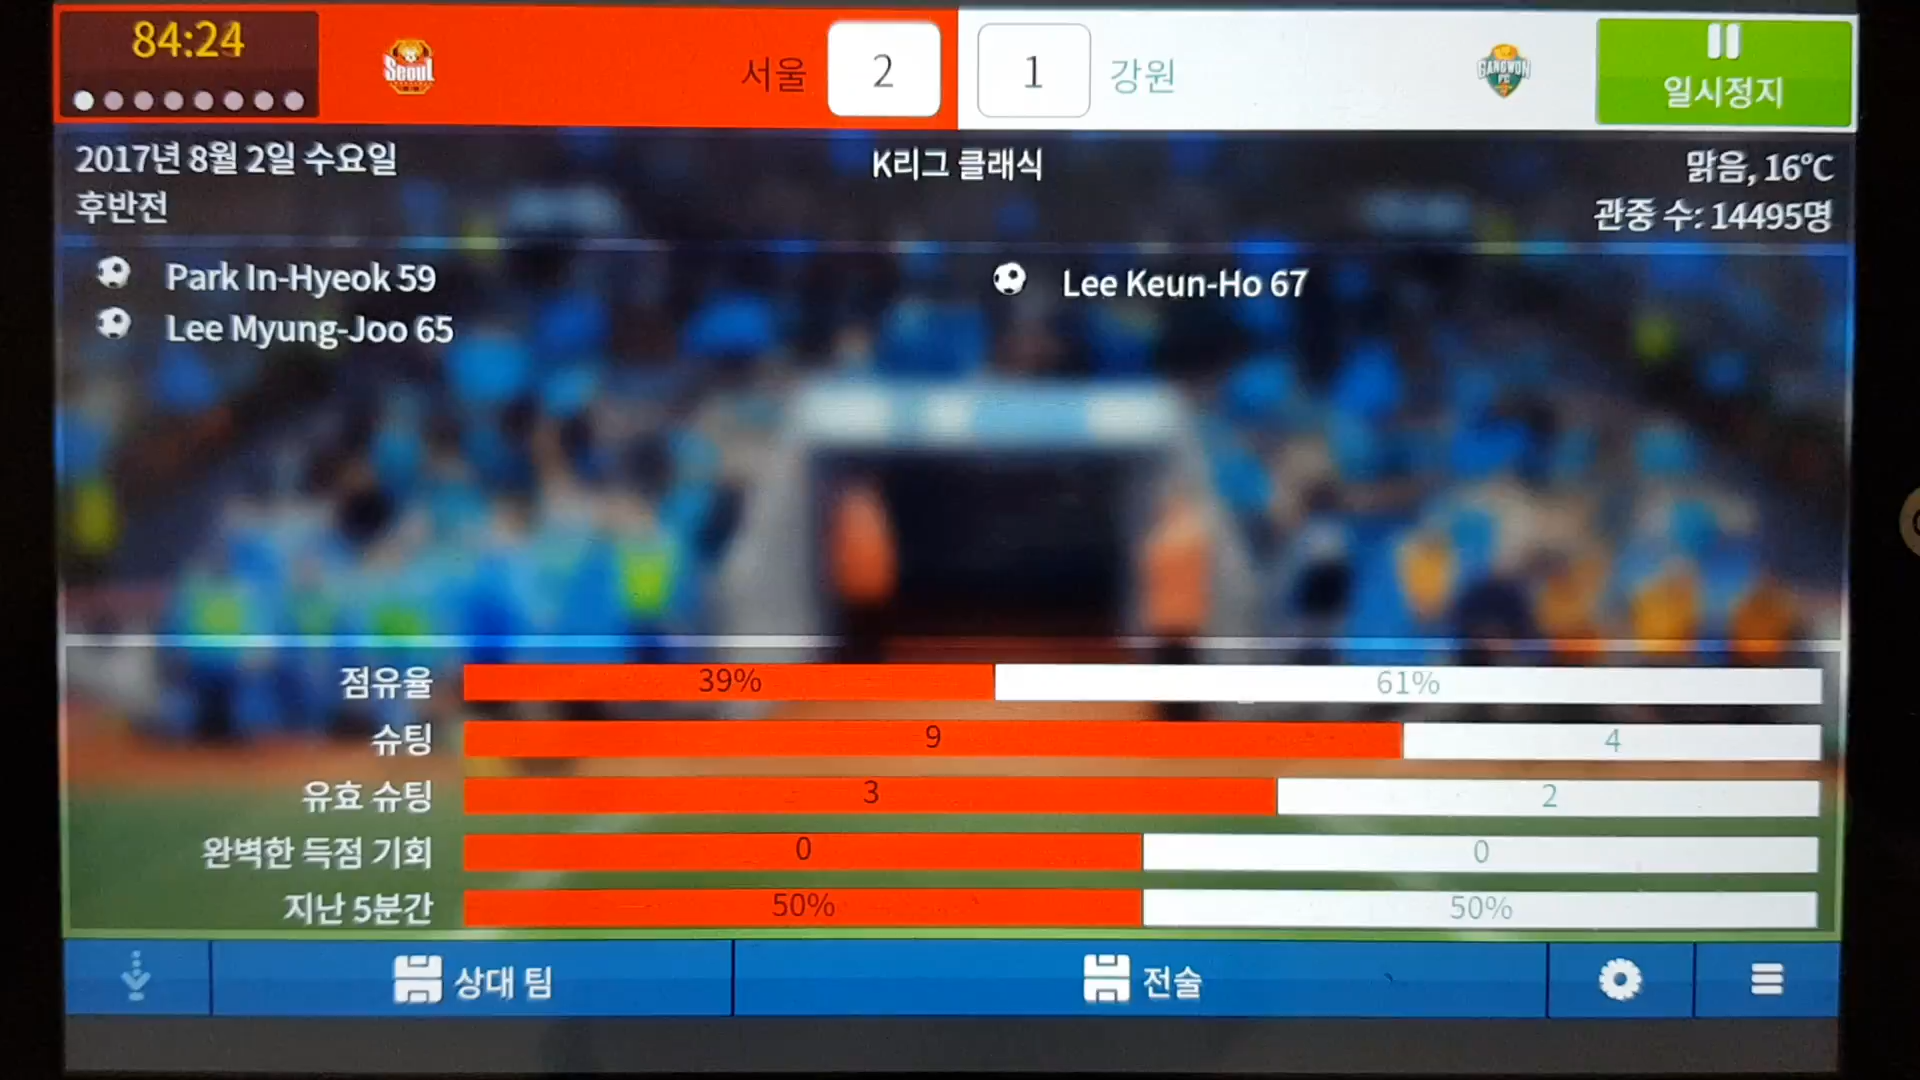 84:24
Seoul
서울
2
1
강원
GANGWON
FC
일시정지
2017년 8월 2일 수요일
K리그 클래식
맑음, 16°C
후반전
관중 수: 14495명
Park In-Hyeok 59
Lee Keun-Ho 67
Lee Myung-Joo 65
점유율 39% 61%
슈팅 9 4
유효 슈팅 3 2
완벽한 득점 기회 0 0
지난 5분간 50% 50%
상대 팀
전술